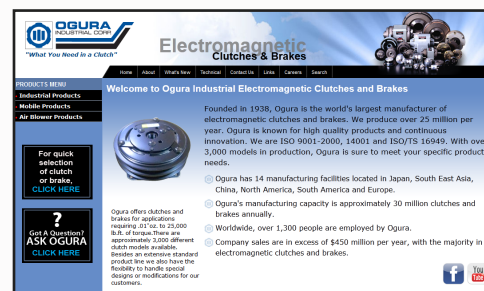 OGURA
INDUSTRIAL CORP.
"What You Need in a Clutch"
Electromagnetic
Clutches & Brakes
Home About What's New Technical Contact Us Links Careers Search
PRODUCTS MENU
Industrial Products
Mobile Products
Air Blower Products
For quick
selection
of clutch
or brake,
CLICK HERE
?
Got A Question?
ASK OGURA
CLICK HERE
Welcome to Ogura Industrial Electromagnetic Clutches and Brakes
Ogura offers clutches and
brakes for applications
requiring .01"oz. to 25,000
lb.ft. of torque.There are
approximately 3,000 different
clutch models available.
Besides an extensive standard
product line we also have the
flexibility to handle special
designs or modifications for our
customers.
Founded in 1938, Ogura is the world's largest manufacturer of
electromagnetic clutches and brakes. We produce over 25 million per
year. Ogura is known for high quality products and continuous
innovation. We are ISO 9001-2000, 14001 and ISO/TS 16949. With ove
3,000 models in production, Ogura is sure to meet your specific product
needs.
Ogura has 14 manufacturing facilities located in Japan, South East Asia,
China, North America, South America and Europe.
Ogura's manufacturing capacity is approximately 30 million clutches and
brakes annually.
Worldwide, over 1,300 people are employed by Ogura.
Company sales are in excess of $450 million per year, with the majority in
electromagnetic clutches and brakes.
f
You
Tube